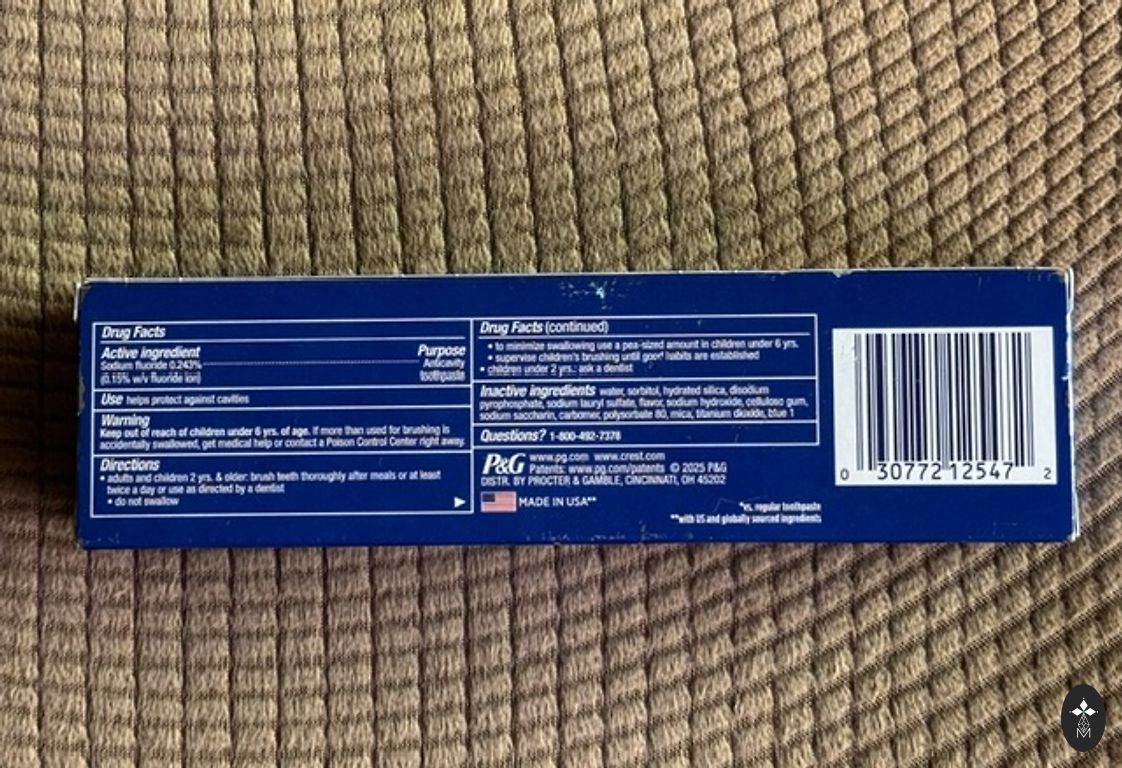 Drug Facts
Active ingredient Purpose
Sodium fluoride 0.243% Anticavity
(0.15% w/v fluoride ion) toothpaste
Use helps protect against cavities
Warning
Keep out of reach of children under 6 yrs. of age. If more than used for brushing is
accidentally swallowed, get medical help or contact a Poison Control Center right away.
Directions
• adults and children 2 yrs. & older: brush teeth thoroughly after meals or at least
twice a day or use as directed by a dentist
• do not swallow
Drug Facts (continued)
• to minimize swallowing use a pea-sized amount in children under 6 yrs.
• supervise children's brushing until good habits are established
• children under 2 yrs.: ask a dentist
Inactive ingredients water, sorbitol, hydrated silica, disodium
pyrophosphate, sodium lauryl sulfate, flavor, sodium hydroxide, cellulose gum,
sodium saccharin, carbomer, polysorbate 80, mica, titanium dioxide, blue 1
Questions? 1-800-492-7378
P&G www.pg.com www.crest.com
Patents: www.pg.com/patents © 2025 P&G
DISTR. BY PROCTER & GAMBLE, CINCINNATI, OH 45202
MADE IN USA**
*vs. regular toothpaste
**with US and globally sourced ingredients
0 30772 12547 2
M